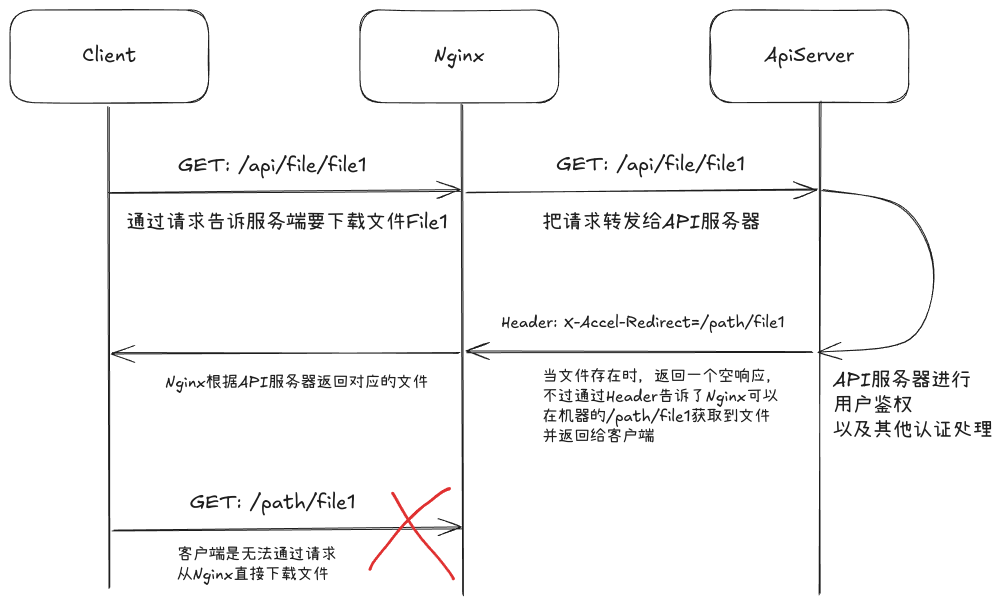 Client
Nginx
ApiServer
GET: /api/file/file1
GET: /api/file/file1
通过请求告诉服务端要下载文件File1
把请求转发给API服务器
Header: X-Accel-Redirect=/path/file1
Nginx根据API服务器返回对应的文件
当文件存在时，返回一个空响应，
不过通过Header告诉了Nginx可以
在机器的/path/file1获取到文件
并返回给客户端
API服务器进行
用户鉴权
以及其他认证处理
GET: /path/file1
客户端是无法通过请求
从Nginx直接下载文件